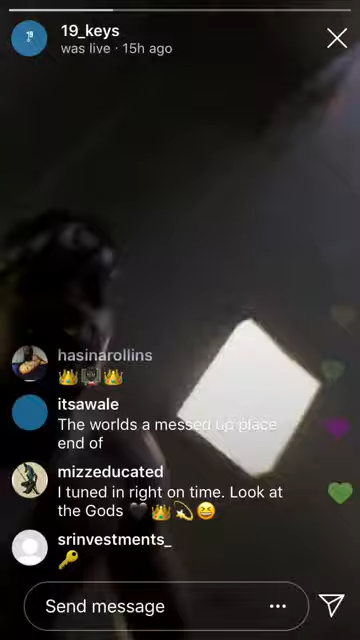 19_keys
was live · 15h ago
hasinarollins
👑 👑
itsawale
The worlds a messed up place
end of
mizzeducated
I tuned in right on time. Look at
the Gods 🖤👑💫😆
srinvestments_
🔑
Send message